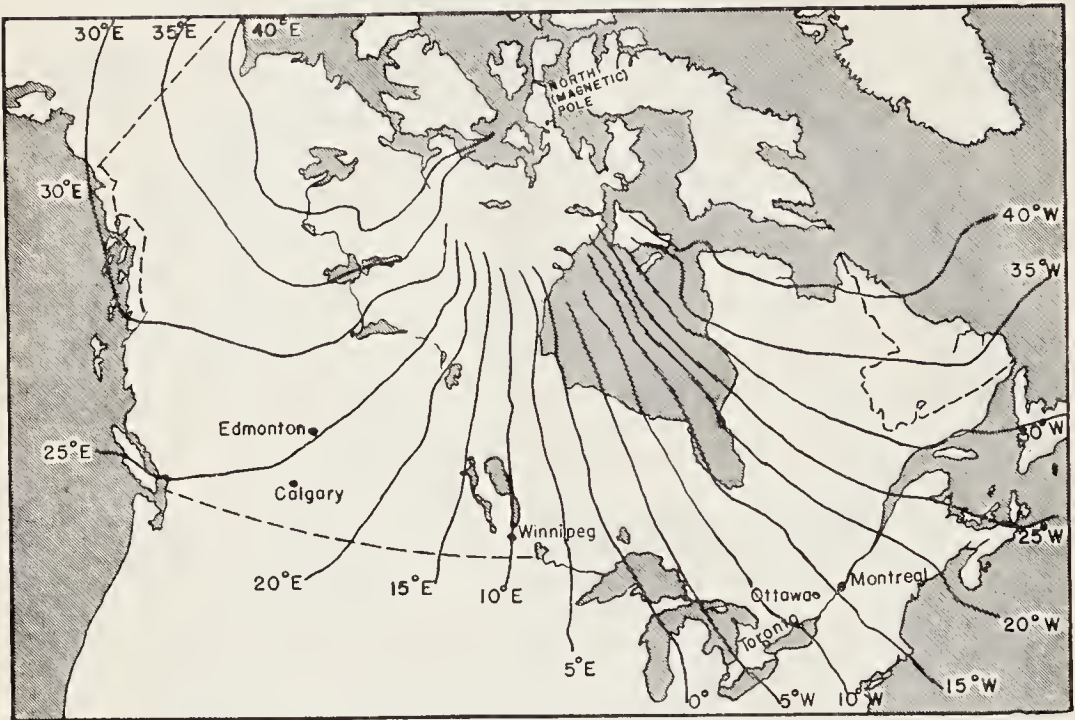 30°E 35°E 40°E
NORTH
(MAGNETIC)
POLE
30°E
40°W
35°W
Edmonton
30°W
25°E
Calgary
Winnipeg
25°W
20°E
15°E
10°E
Ottawa
Montreal
Toronto
20°W
5°E
0°
5°W
10°W
15°W